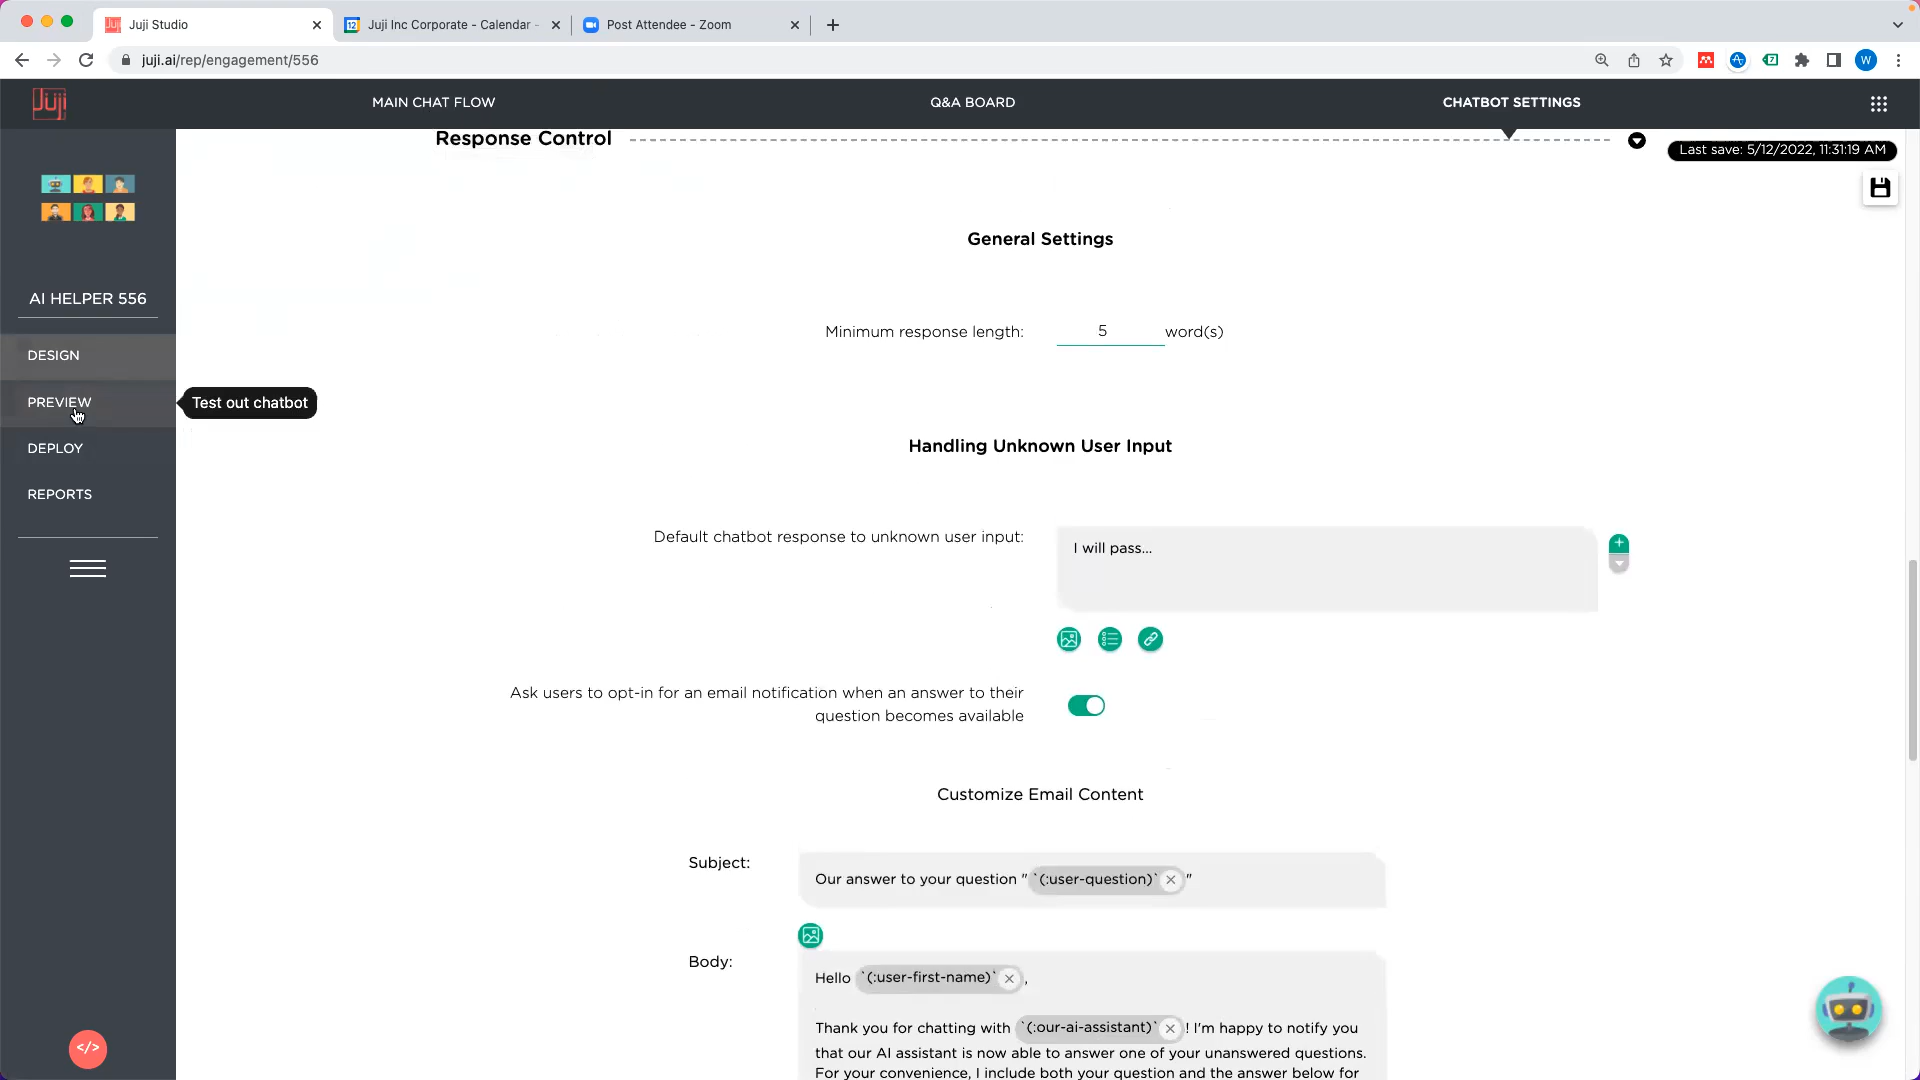 Juji Studio
12 Juji Inc Corporate - Calendar -
Post Attendee - Zoom
juji.ai/rep/engagement/556
W
Juji
MAIN CHAT FLOW
Q&A BOARD
CHATBOT SETTINGS
Response Control
Last save: 5/12/2022, 11:31:19 AM
General Settings
AI HELPER 556
Minimum response length: 5 word(s)
DESIGN
PREVIEW
Test out chatbot
DEPLOY
Handling Unknown User Input
REPORTS
Default chatbot response to unknown user input:
I will pass...
Ask users to opt-in for an email notification when an answer to their
question becomes available
Customize Email Content
Subject:
Our answer to your question "`(:user-question)`"
Body:
Hello `(:user-first-name)`,
Thank you for chatting with `(:our-ai-assistant)`! I'm happy to notify you
that our AI assistant is now able to answer one of your unanswered questions.
For your convenience, I include both your question and the answer below for
</>